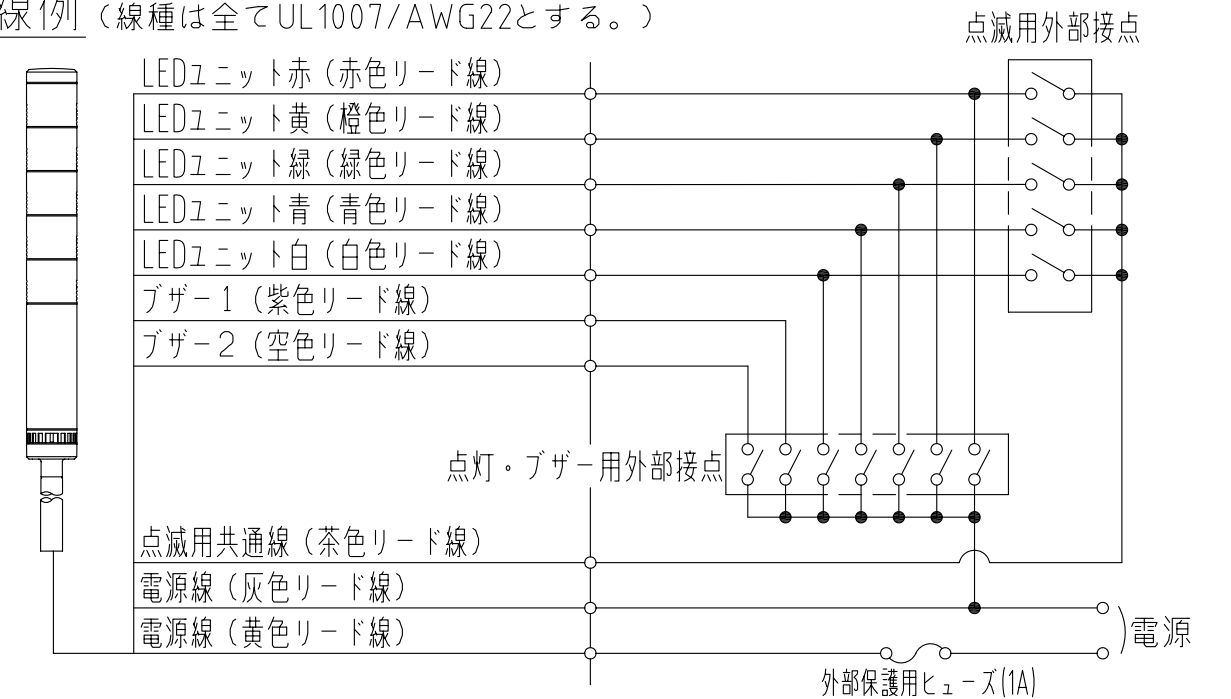 線例（線種は全てUL1007/AWG22とする。）
点滅用外部接点
LEDユニット赤（赤色リード線）
LEDユニット黄（橙色リード線）
LEDユニット緑（緑色リード線）
LEDユニット青（青色リード線）
LEDユニット白（白色リード線）
ブザー1（紫色リード線）
ブザー2（空色リード線）
点灯・ブザー用外部接点
点滅用共通線（茶色リード線）
電源線（灰色リード線）
電源線（黄色リード線）
電源
外部保護用ヒューズ(1A)